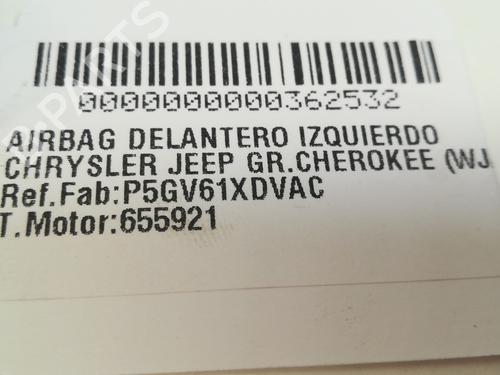 0000000000362532
AIRBAG DELANTERO IZQUIERDO
CHRYSLER JEEP GR.CHEROKEE (WJ
Ref.Fab:P5GV61XDVAC
T.Motor:655921